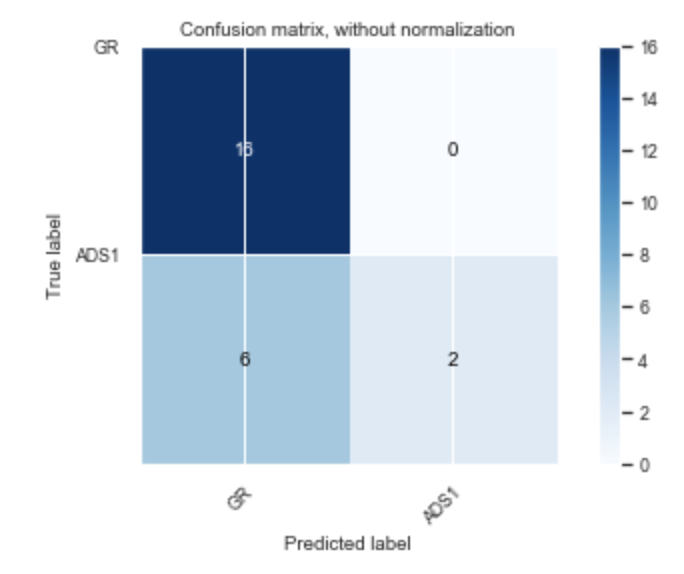 Confusion matrix, without normalization
GR
16
0
ADS1
6
2
GR
ADS1
True label
Predicted label
16
14
12
10
8
6
4
2
0